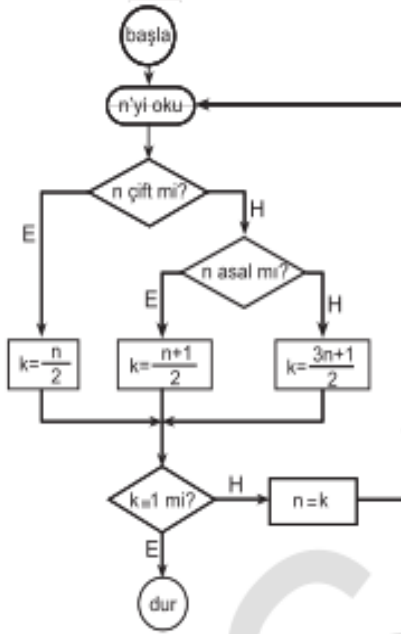 başla
n'yi oku
n çift mi?
E
H
n asal mı?
E
H
k=n/2
k=n+1/2
k=3n+1/2
k=1 mi?
H
n=k
E
dur